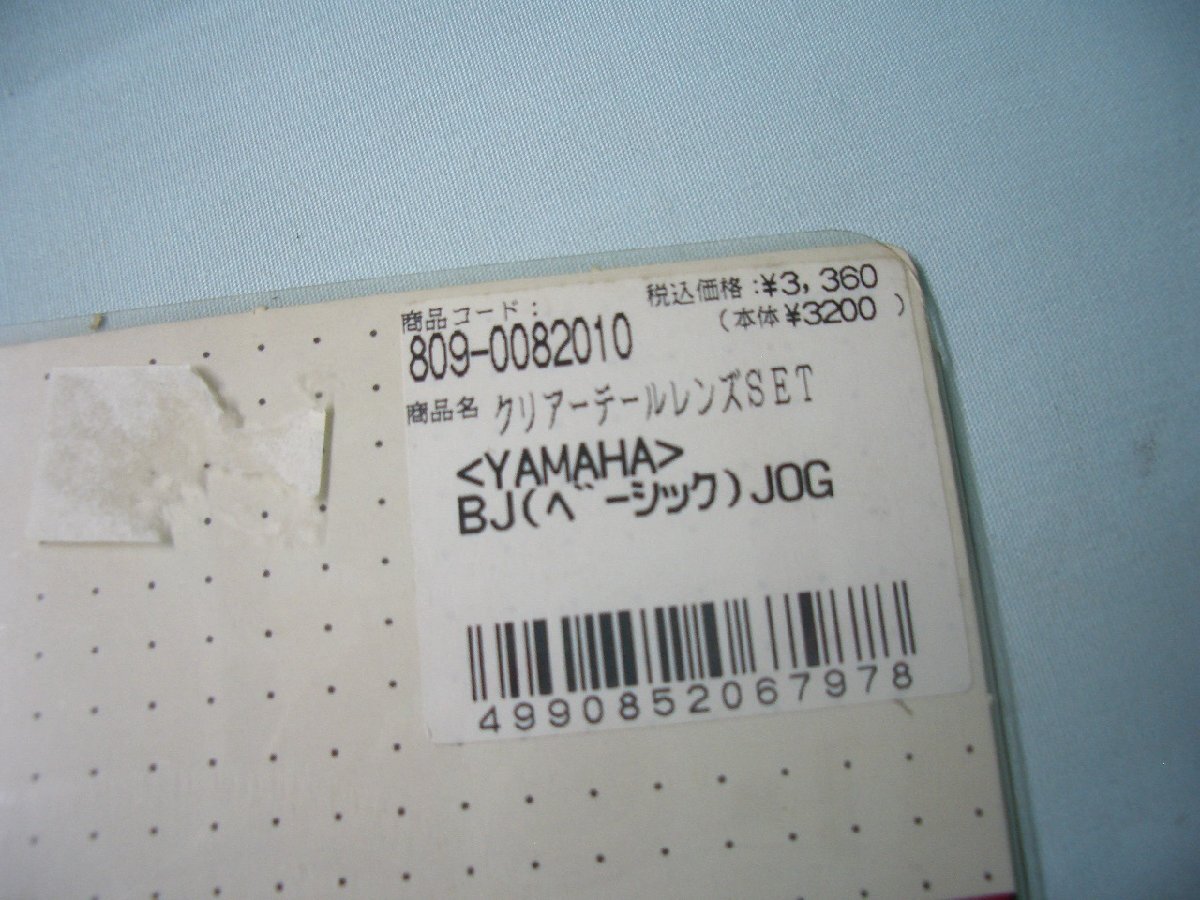 商品コード:
税込価格:¥3,360
(本体¥3200 )
809-0082010
商品名 クリアーテールレンズSET
<YAMAHA>
BJ(ベーシック)JOG
4990852067978